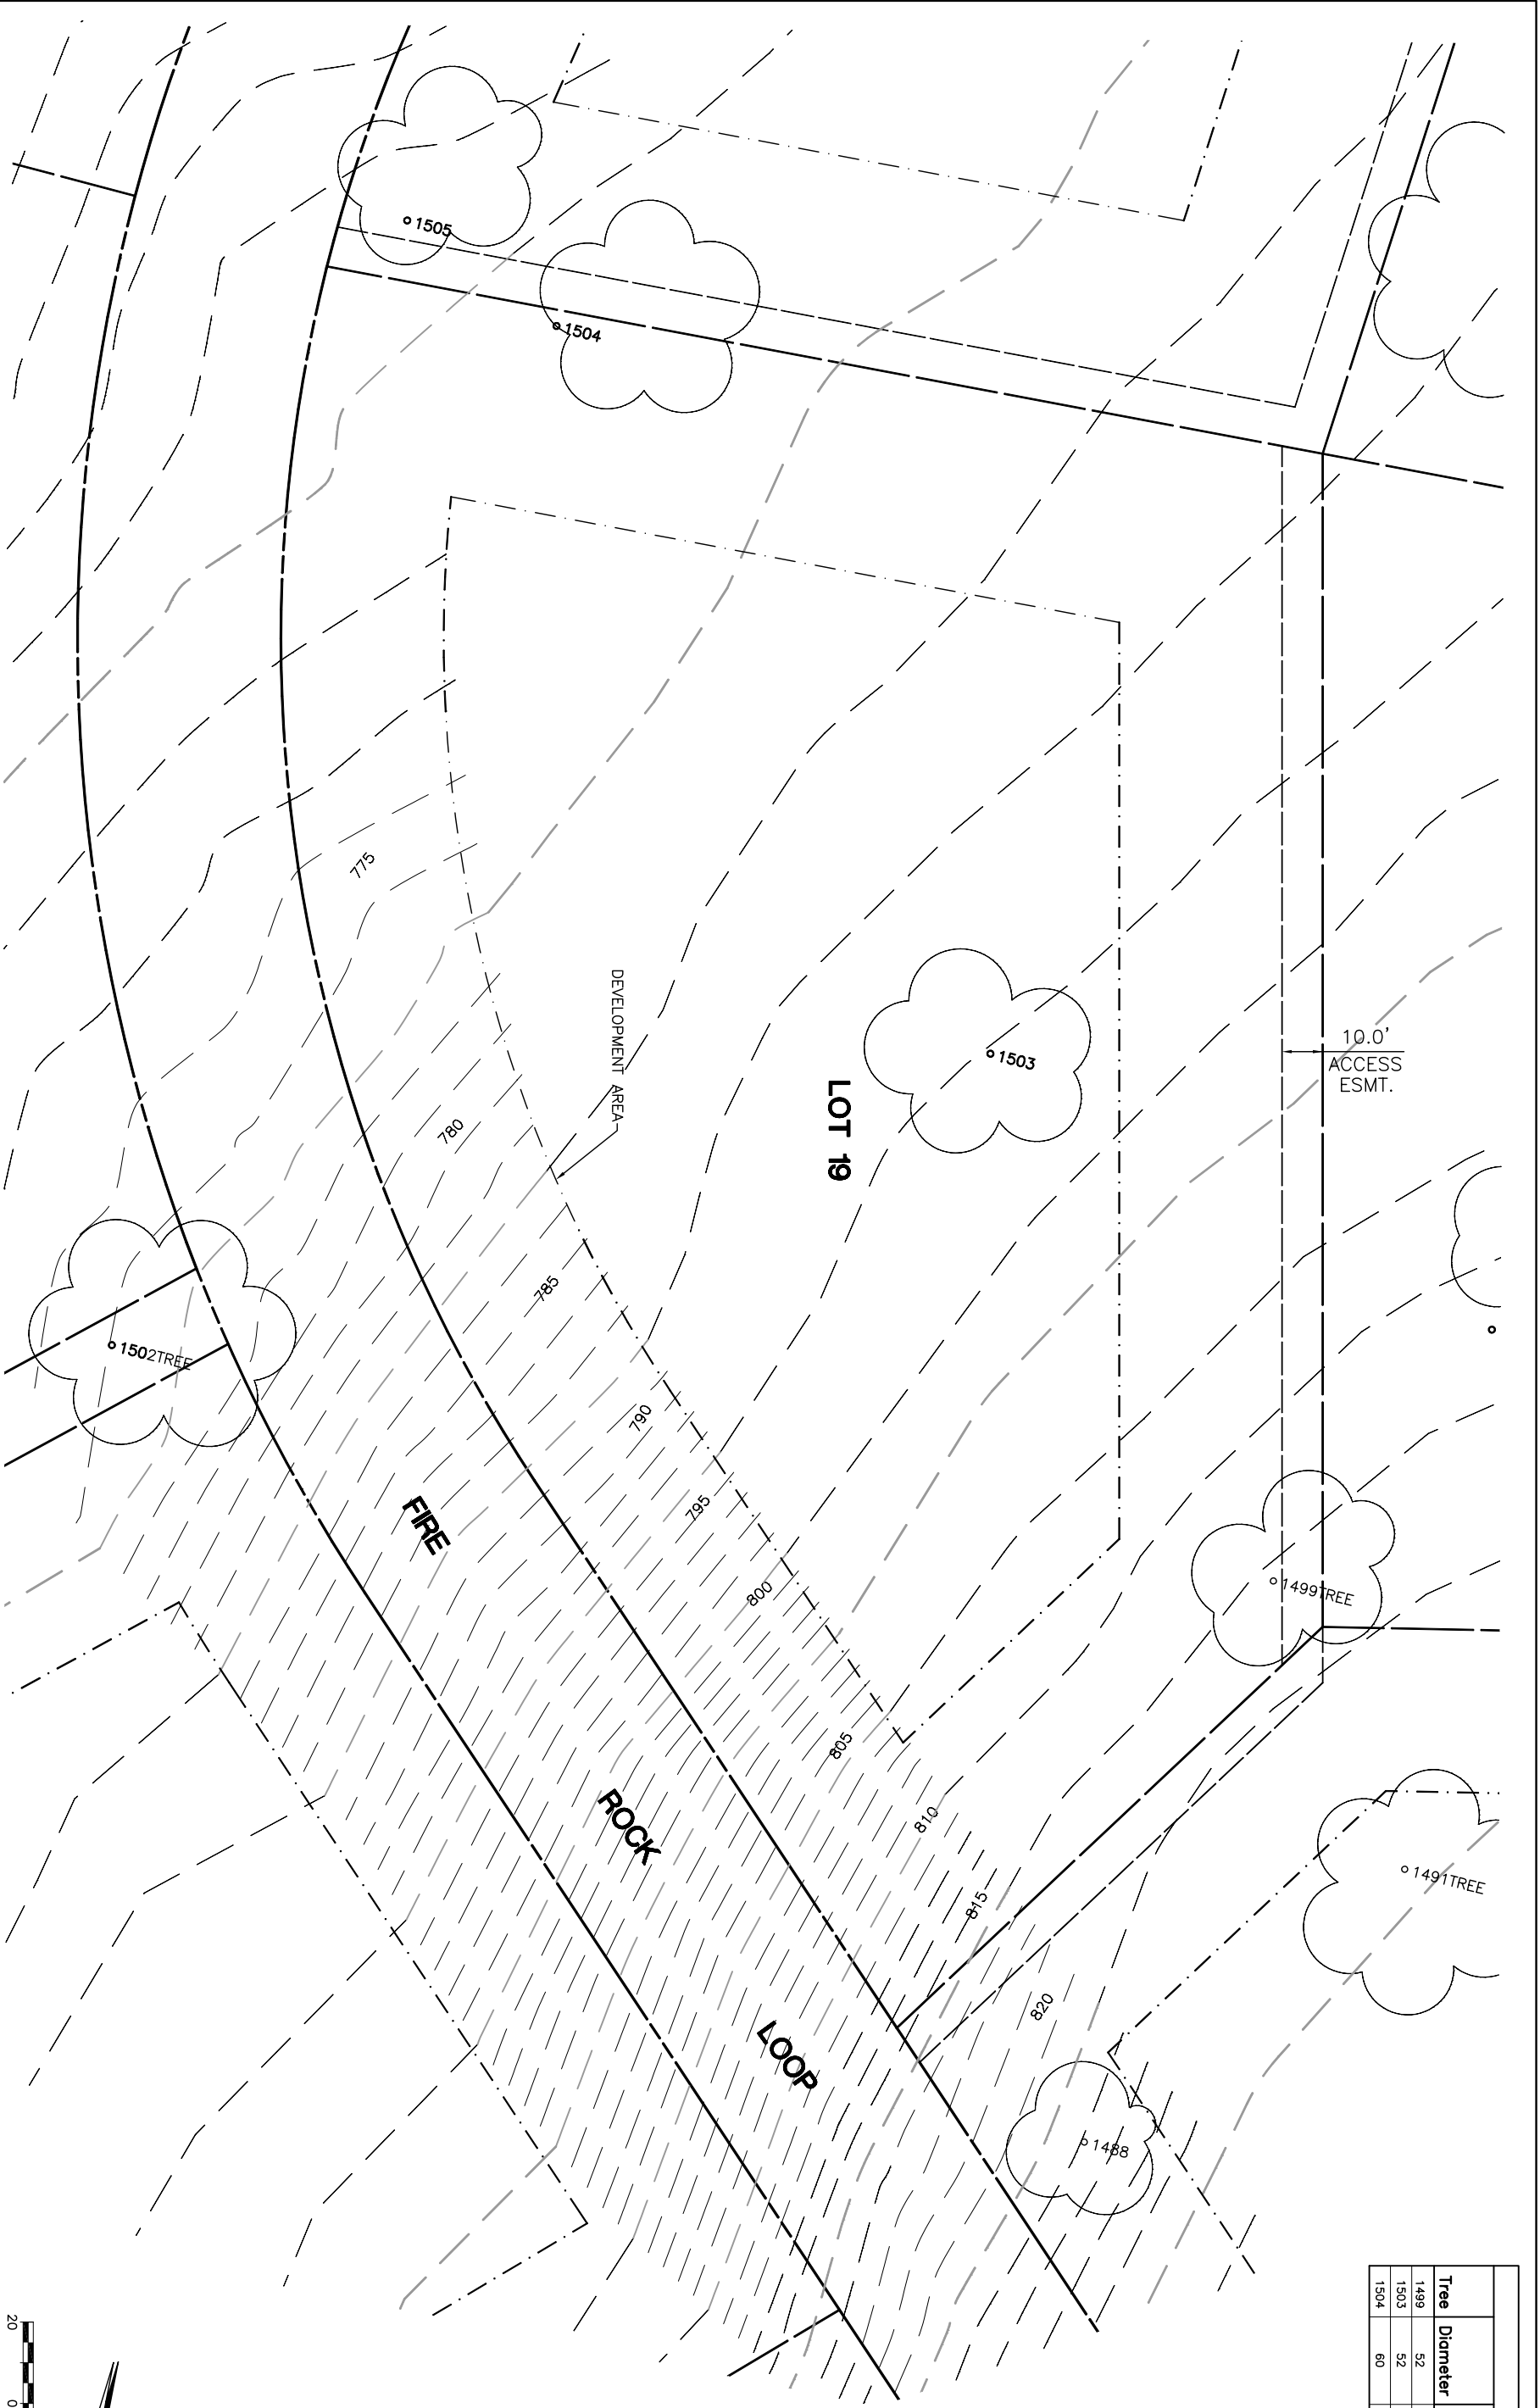 1505
1504
775
DEVELOPMENT AREA
1503
LOT 19
10.0'
ACCESS
ESMT.
780
785
1502TREE
790
795
FIRE
800
1499TREE
805
ROCK
810
815
1491TREE
820
LOOP
1488
Tree Diameter
1499 52
1503 52
1504 60
20 0